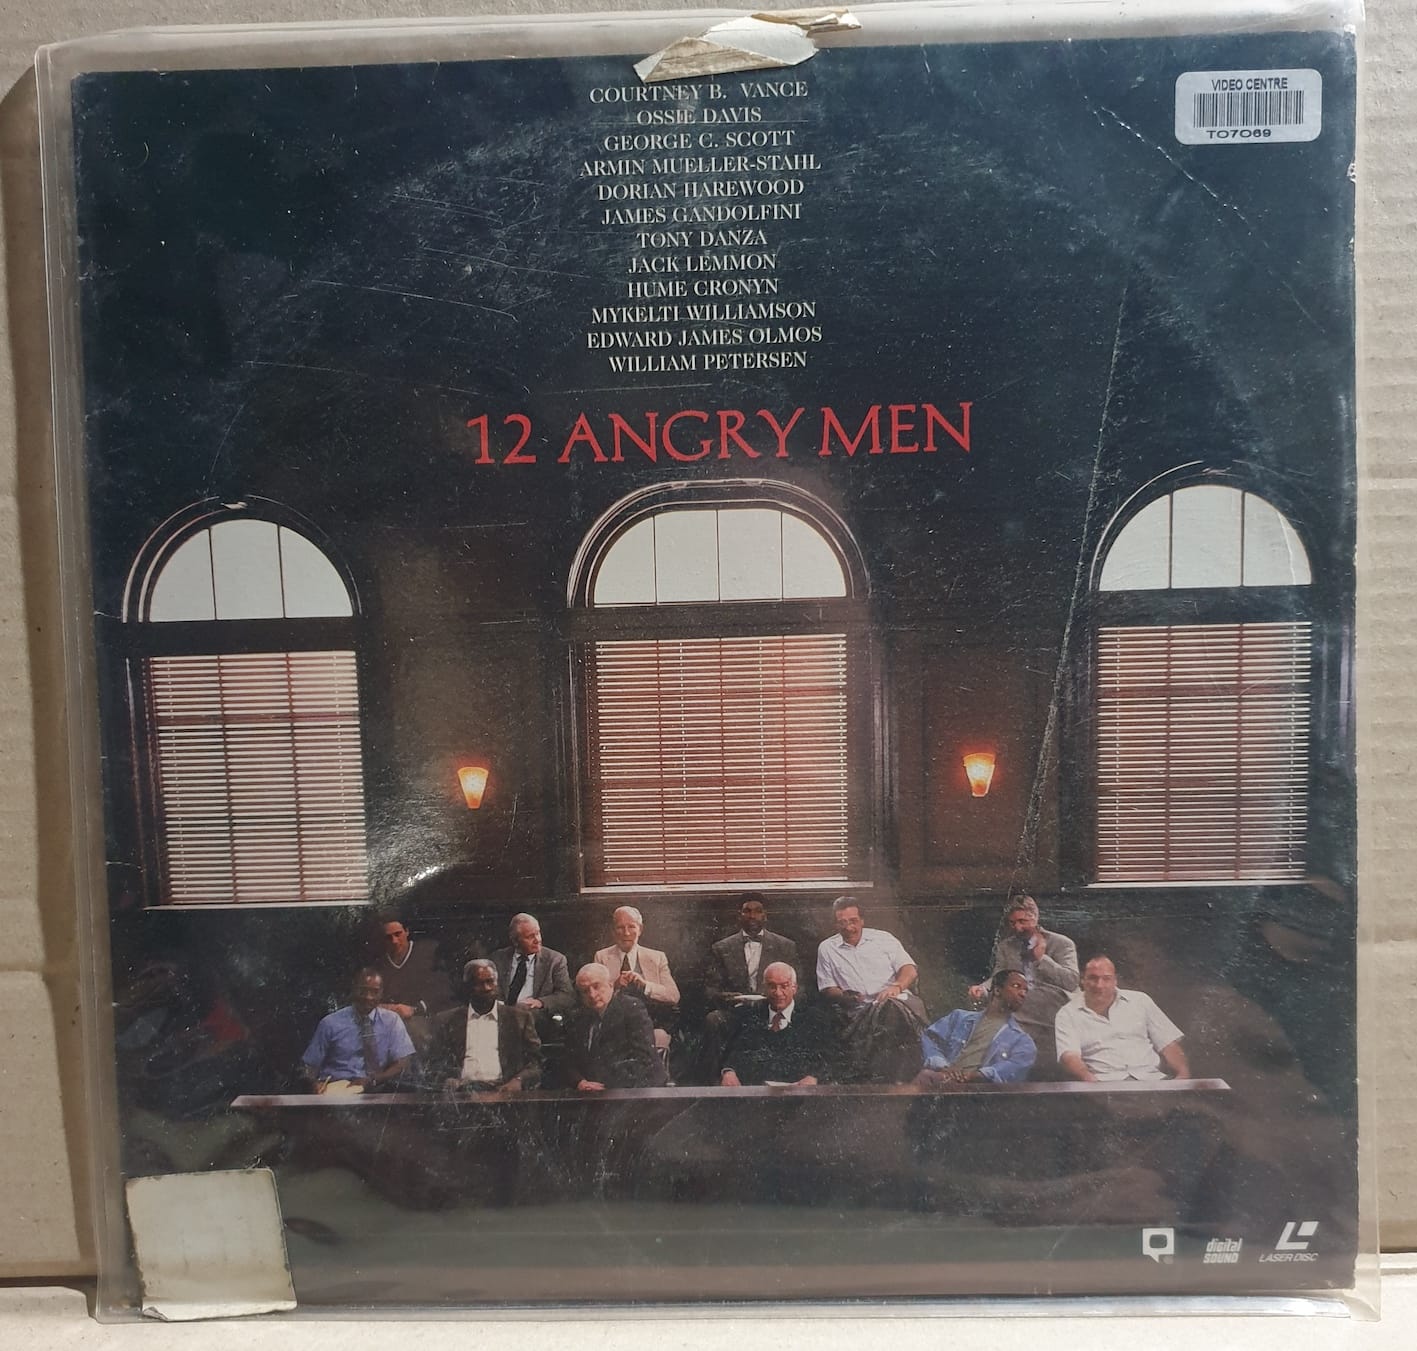 VIDEO CENTRE
TO7O69
COURTNEY B. VANCE
OSSIE DAVIS
GEORGE C. SCOTT
ARMIN MUELLER-STAHL
DORIAN HAREWOOD
JAMES GANDOLFINI
TONY DANZA
JACK LEMMON
HUME CRONYN
MYKELTI WILLIAMSON
EDWARD JAMES OLMOS
WILLIAM PETERSEN
12 ANGRY MEN
digital
SOUND
LASER DISC